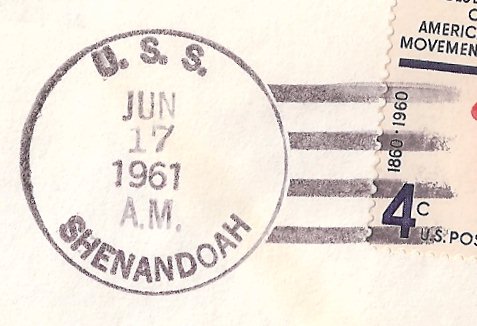 U. S. S.
JUN
17
1961
A.M.
SHENANDOAH
AMERIC
MOVEMEN
1860·1960
4c
U.S. POS